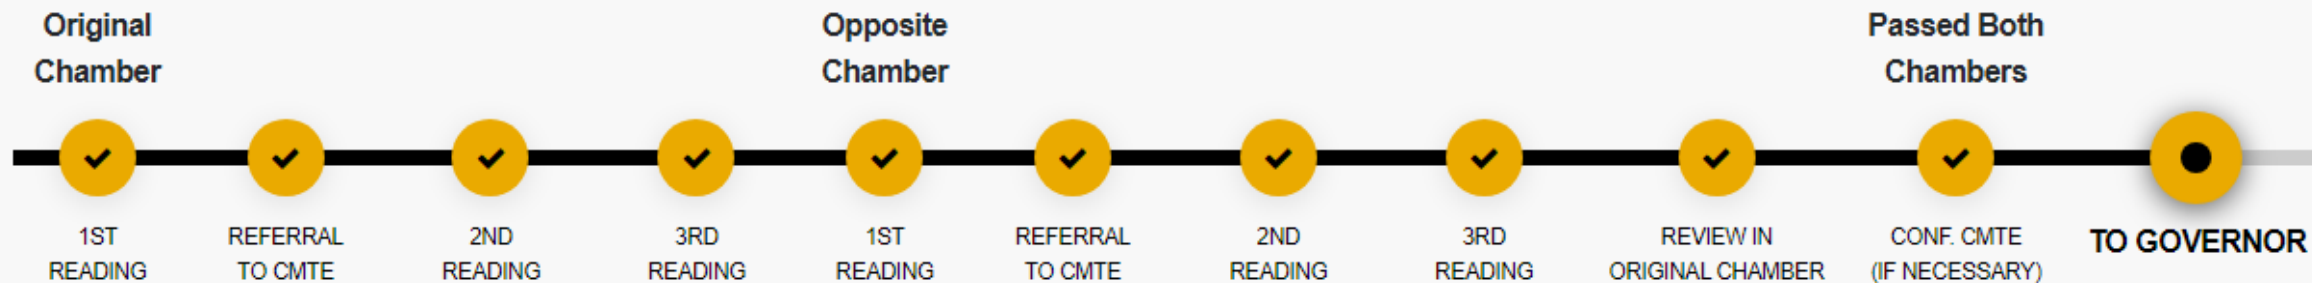 Original
Chamber
Opposite
Chamber
Passed Both
Chambers
1ST
READING
REFERRAL
TO CMTE
2ND
READING
3RD
READING
1ST
READING
REFERRAL
TO CMTE
2ND
READING
3RD
READING
REVIEW IN
ORIGINAL CHAMBER
CONF. CMTE
(IF NECESSARY)
TO GOVERNOR